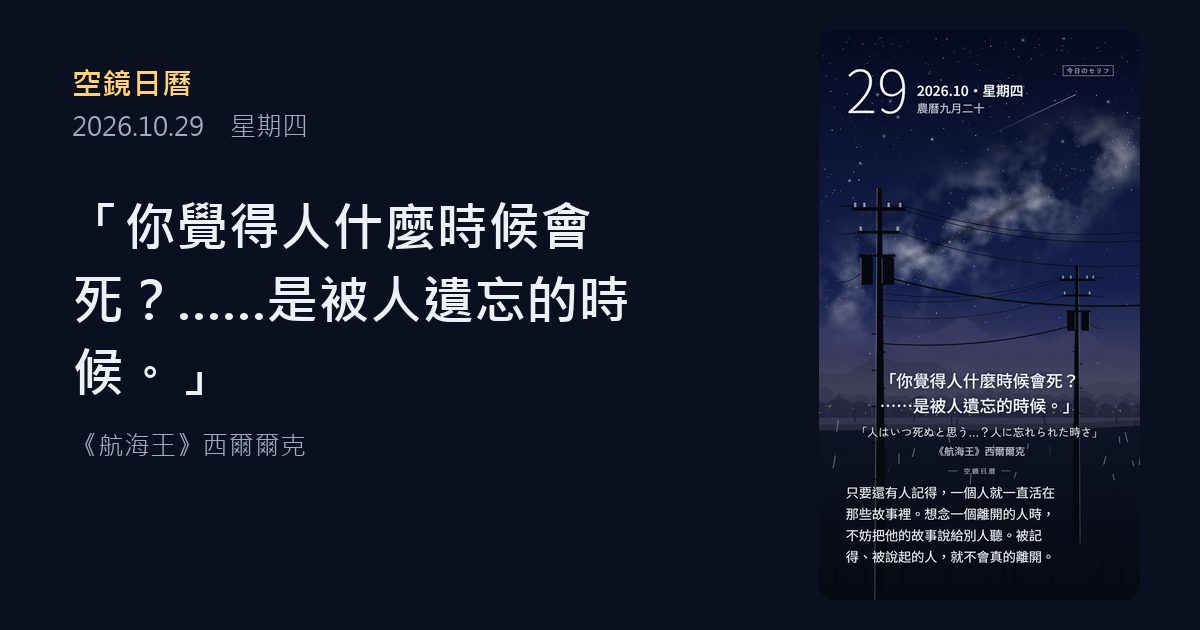 空鏡日曆
2026.10.29 星期四
「你覺得人什麼時候會
死？……是被人遺忘的時
候。」
《航海王》西爾爾克
29
2026.10・星期四
農曆九月二十
今日のセリフ
「你覺得人什麼時候會死？
……是被人遺忘的時候。」
「人はいつ死ぬと思う…？人に忘れられた時さ」
《航海王》西爾爾克
— 空鏡日曆 —
只要還有人記得，一個人就一直活在
那些故事裡。想念一個離開的人時，
不妨把他的故事說給別人聽。被記
得、被說起的人，就不會真的離開。